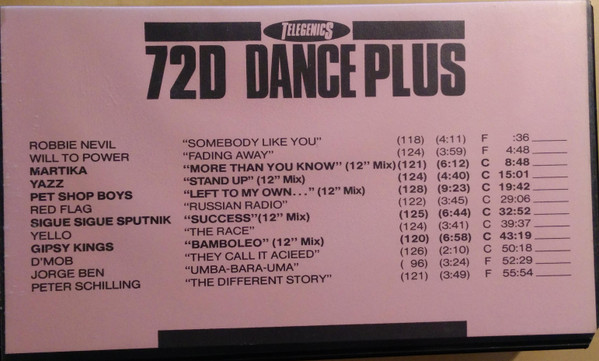 TELEGENICS
72D DANCE PLUS
ROBBIE NEVIL "SOMEBODY LIKE YOU" (118) (4:11) F :36
WILL TO POWER "FADING AWAY" (124) (3:59) F 4:48
MARTIKA "MORE THAN YOU KNOW" (12" Mix) (121) (6:12) C 8:48
YAZZ "STAND UP" (12" Mix) (124) (4:40) C 15:01
PET SHOP BOYS "LEFT TO MY OWN..." (12" Mix) (128) (9:23) C 19:42
RED FLAG "RUSSIAN RADIO" (122) (3:45) C 29:06
SIGUE SIGUE SPUTNIK "SUCCESS" (12" Mix) (125) (6:44) C 32:52
YELLO "THE RACE" (124) (3:41) C 39:37
GIPSY KINGS "BAMBOLEO" (12" Mix) (120) (6:58) C 43:19
D'MOB "THEY CALL IT ACIEED" (126) (2:10) C 50:18
JORGE BEN "UMBA-BARA-UMA" ( 96) (3:24) F 52:29
PETER SCHILLING "THE DIFFERENT STORY" (121) (3:49) F 55:54